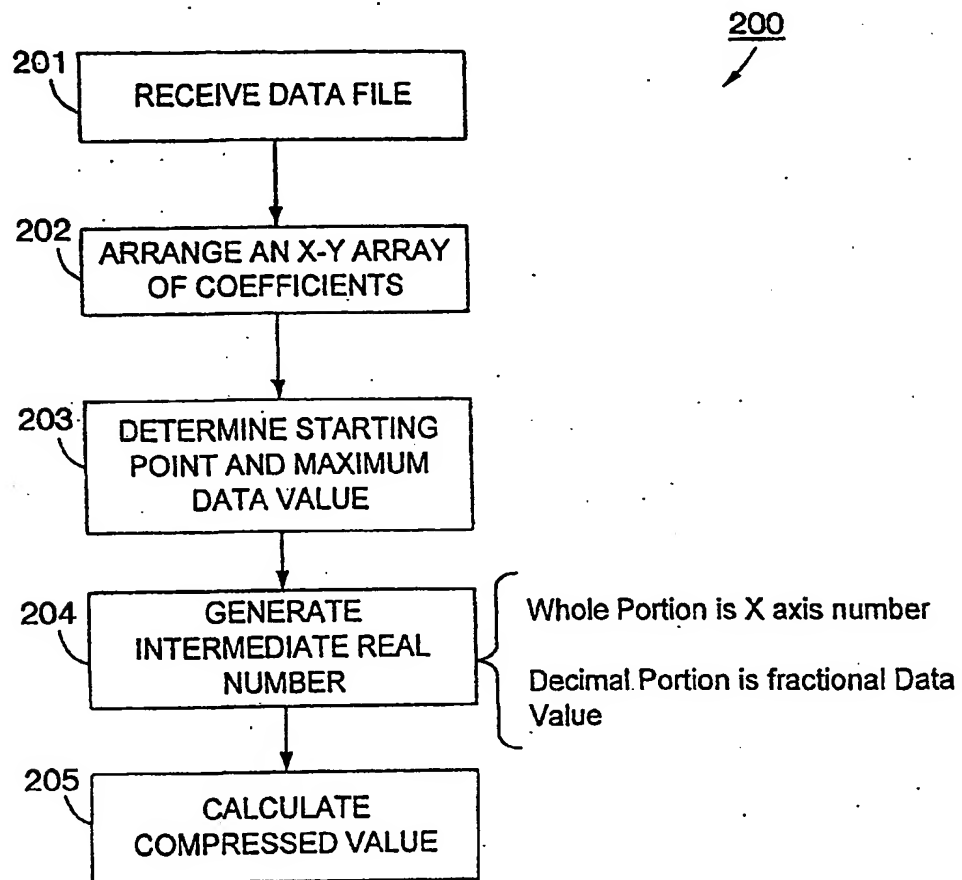 200
201
RECEIVE DATA FILE
202
ARRANGE AN X-Y ARRAY
OF COEFFICIENTS
203
DETERMINE STARTING
POINT AND MAXIMUM
DATA VALUE
204
GENERATE
INTERMEDIATE REAL
NUMBER
Whole Portion is X axis number
Decimal Portion is fractional Data
Value
205
CALCULATE
COMPRESSED VALUE